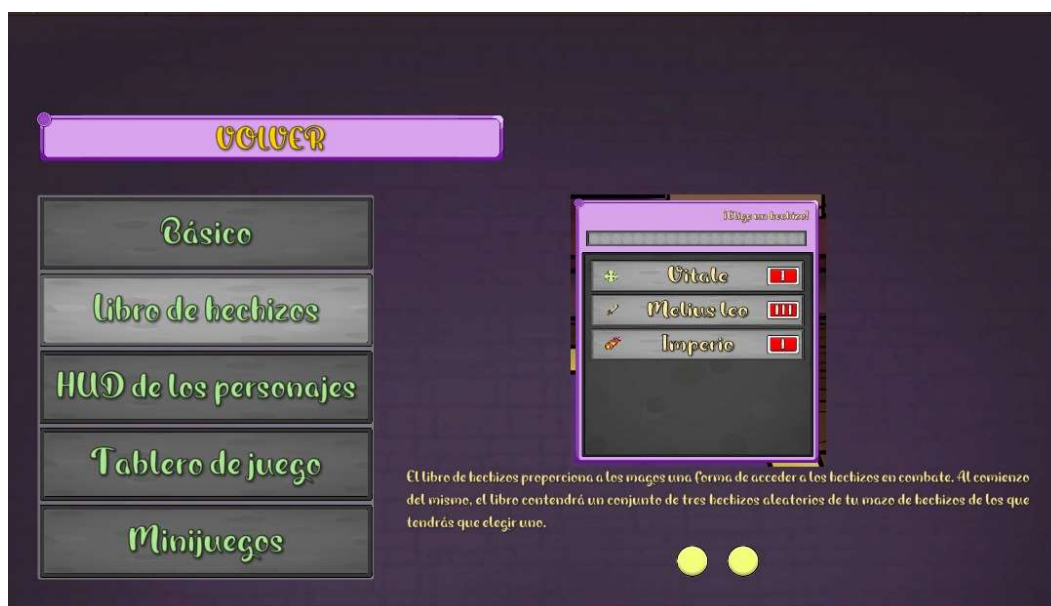 VOLVER
Básico
Libro de hechizos
HUD de los personajes
Tablero de juego
Minijuegos
¡Elige un hechizo!
Vitale
I
Melius leo
III
Imperio
I
El libro de hechizos proporciona a los magos una forma de acceder a los hechizos en combate. Al comienzo
del mismo, el libro contendrá un conjunto de tres hechizos aleatorios de tu mazo de hechizos de los que
tendrás que elegir uno.